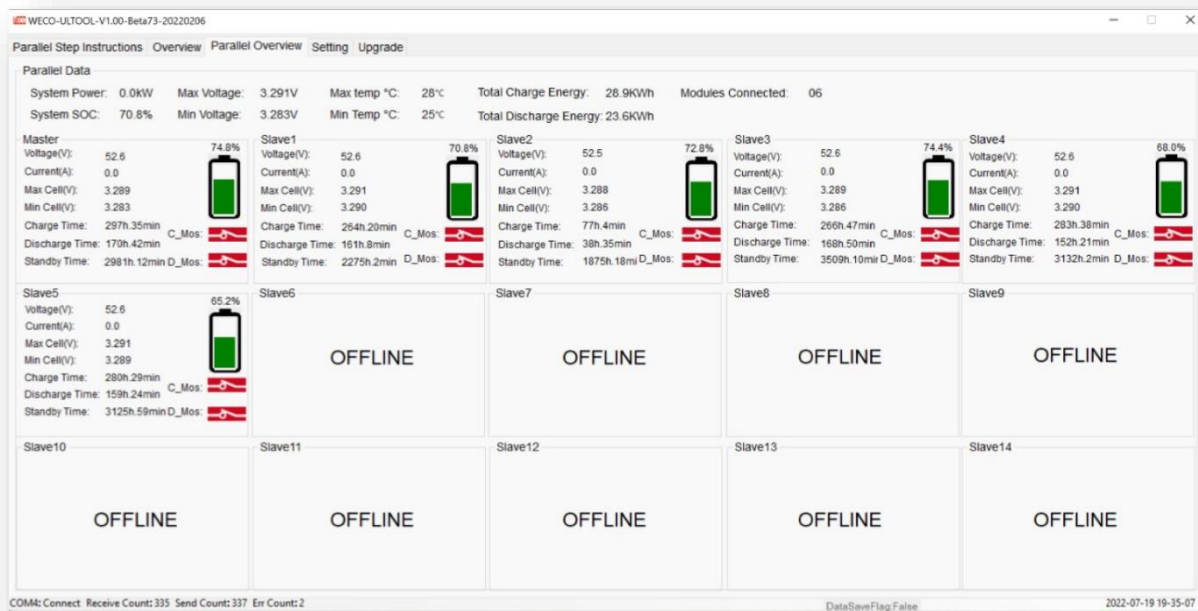 WECO-ULTOOL-V1.00-Beta73-20220206
Parallel Step Instructions Overview Parallel Overview Setting Upgrade
Parallel Data
System Power: 0.0kW Max Voltage: 3.291V Max temp °C: 28℃ Total Charge Energy: 28.9KWh Modules Connected: 06
System SOC: 70.8% Min Voltage: 3.283V Min Temp °C: 25℃ Total Discharge Energy: 23.6KWh
Master
74.8%
Voltage(V): 52.6
Current(A): 0.0
Max Cell(V): 3.289
Min Cell(V): 3.283
Charge Time: 297h.35min
C_Mos:
Discharge Time: 170h.42min
Standby Time: 2981h.12min D_Mos:
Slave1
70.8%
Voltage(V): 52.6
Current(A): 0.0
Max Cell(V): 3.291
Min Cell(V): 3.290
Charge Time: 264h.20min
C_Mos:
Discharge Time: 161h.8min
Standby Time: 2275h.2min D_Mos:
Slave2
72.8%
Voltage(V): 52.5
Current(A): 0.0
Max Cell(V): 3.288
Min Cell(V): 3.286
Charge Time: 77h.4min
C_Mos:
Discharge Time: 38h.35min
Standby Time: 1875h.18mi D_Mos:
Slave3
74.4%
Voltage(V): 52.6
Current(A): 0.0
Max Cell(V): 3.289
Min Cell(V): 3.286
Charge Time: 266h.47min
C_Mos:
Discharge Time: 168h.50min
Standby Time: 3509h.10min D_Mos:
Slave4
68.0%
Voltage(V): 52.6
Current(A): 0.0
Max Cell(V): 3.291
Min Cell(V): 3.290
Charge Time: 283h.38min
C_Mos:
Discharge Time: 152h.21min
Standby Time: 3132h.2min D_Mos:
Slave5
65.2%
Voltage(V): 52.6
Current(A): 0.0
Max Cell(V): 3.291
Min Cell(V): 3.289
Charge Time: 280h.29min
C_Mos:
Discharge Time: 159h.24min
Standby Time: 3125h.59min D_Mos:
Slave6
OFFLINE
Slave7
OFFLINE
Slave8
OFFLINE
Slave9
OFFLINE
Slave10
OFFLINE
Slave11
OFFLINE
Slave12
OFFLINE
Slave13
OFFLINE
Slave14
OFFLINE
COM4: Connect Receive Count: 335 Send Count: 337 Err Count: 2
DataSaveFlag:False
2022-07-19 19-35-07